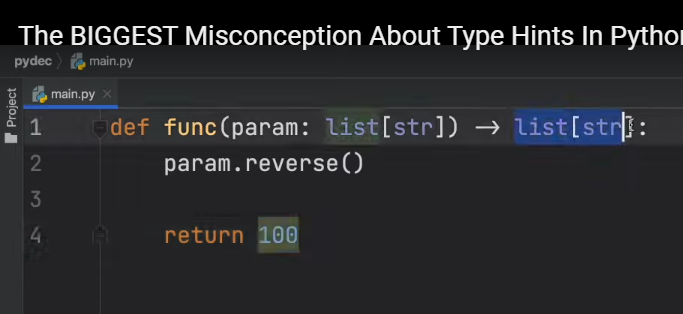 The BIGGEST Misconception About Type Hints In Python
pydec main.py
main.py
Project
1 def func(param: list[str]) -> list[str]:
2 param.reverse()
3
4 return 100